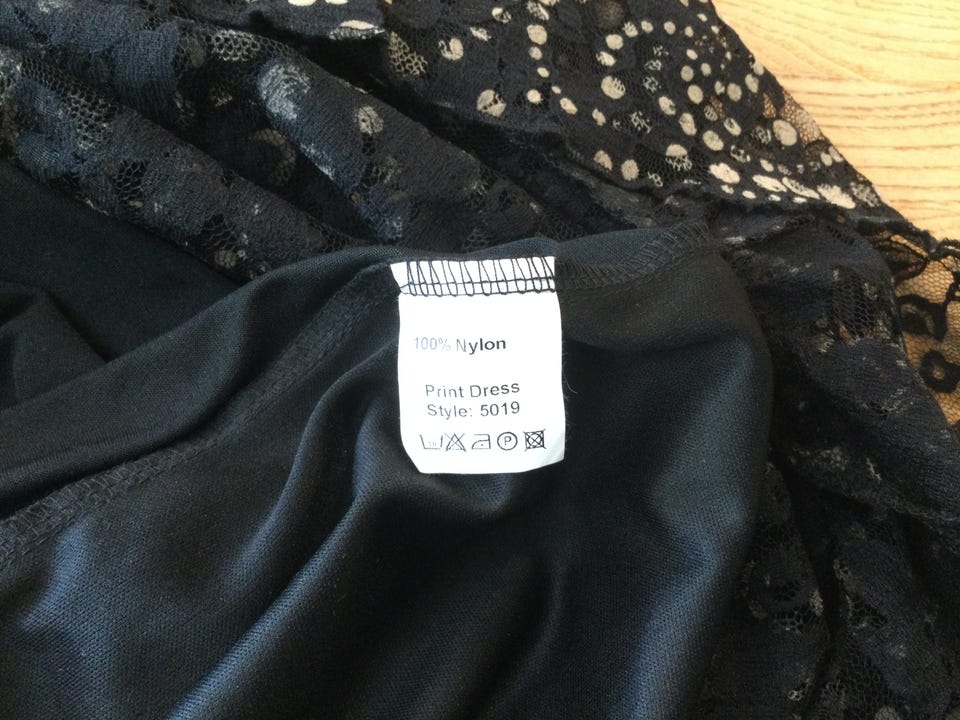 100% Nylon
Print Dress
Style: 5019
P